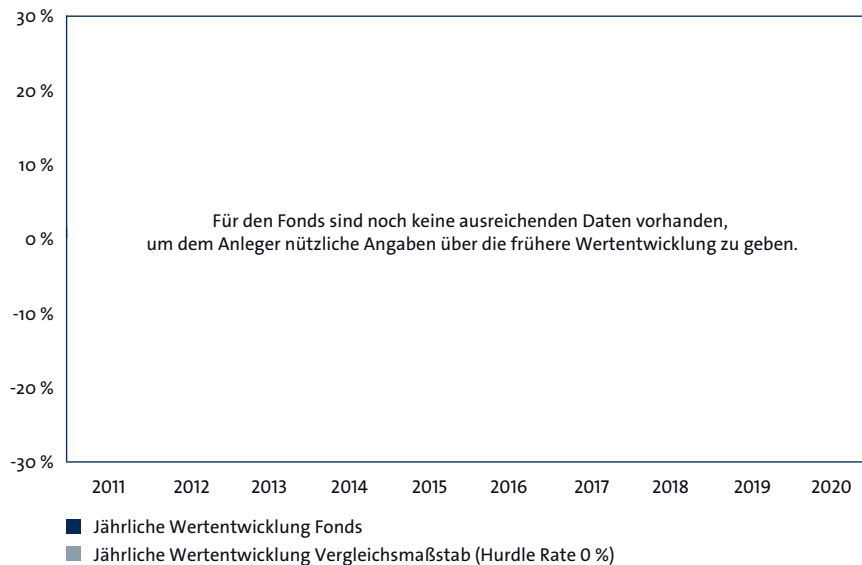 30 %
20 %
10 %
0 %
-10 %
-20 %
-30 %
Für den Fonds sind noch keine ausreichenden Daten vorhanden,
um dem Anleger nützliche Angaben über die frühere Wertentwicklung zu geben.
2011 2012 2013 2014 2015 2016 2017 2018 2019 2020
Jährliche Wertentwicklung Fonds
Jährliche Wertentwicklung Vergleichsmaßstab (Hurdle Rate 0 %)